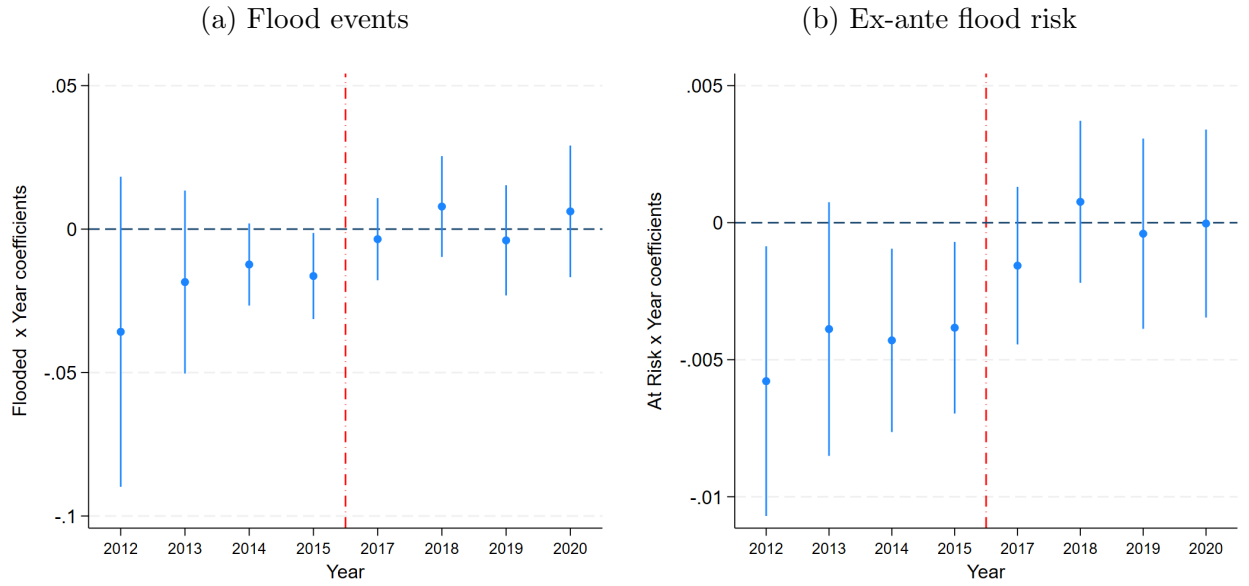 (a) Flood events
.05
0
-.05
-.1
Flooded x Year coefficients
2012 2013 2014 2015 2017 2018 2019 2020
Year
(b) Ex-ante flood risk
.005
0
-.005
-.01
At Risk x Year coefficients
2012 2013 2014 2015 2017 2018 2019 2020
Year